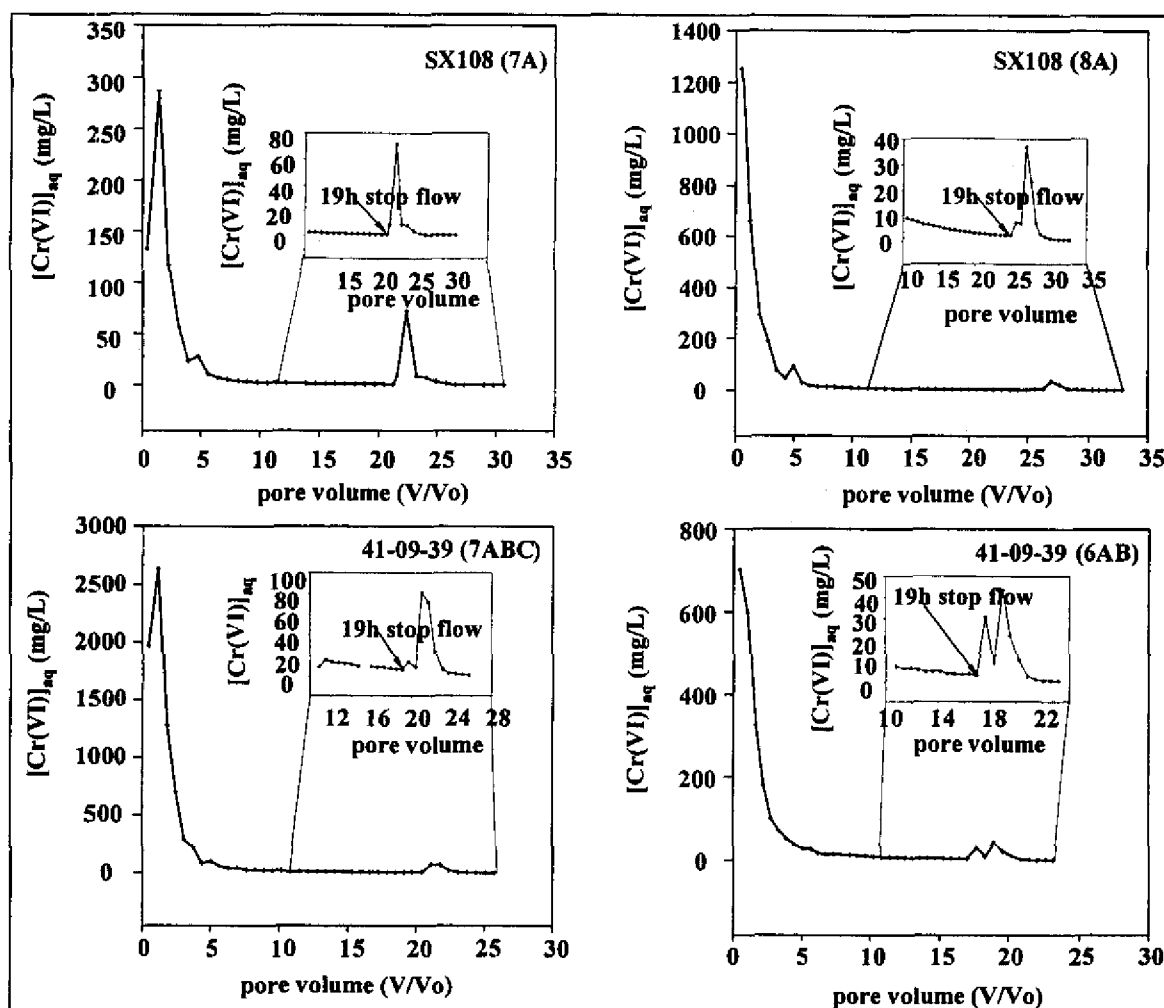 SX108 (7A)
[Cr(VI)]aq (mg/L)
350
300
250
200
150
100
50
0
0 5 10 15 20 25 30 35
pore volume (V/Vo)
[Cr(VI)]aq (mg/L)
80
60
40
20
0
19h stop flow
15 20 25 30
pore volume
SX108 (8A)
[Cr(VI)]aq (mg/L)
1400
1200
1000
800
600
400
200
0
0 5 10 15 20 25 30 35
pore volume (V/Vo)
[Cr(VI)]aq (mg/L)
40
30
20
10
0
19h stop flow
10 15 20 25 30 35
pore volume
41-09-39 (7ABC)
[Cr(VI)]aq (mg/L)
3000
2500
2000
1500
1000
500
0
0 5 10 15 20 25 30
pore volume (V/Vo)
[Cr(VI)]aq
100
80
60
40
20
0
19h stop flow
12 16 20 24 28
pore volume
41-09-39 (6AB)
[Cr(VI)]aq (mg/L)
800
600
400
200
0
0 5 10 15 20 25 30
pore volume (V/Vo)
[Cr(VI)]aq (mg/L)
50
40
30
20
10
0
19h stop flow
10 14 18 22
pore volume